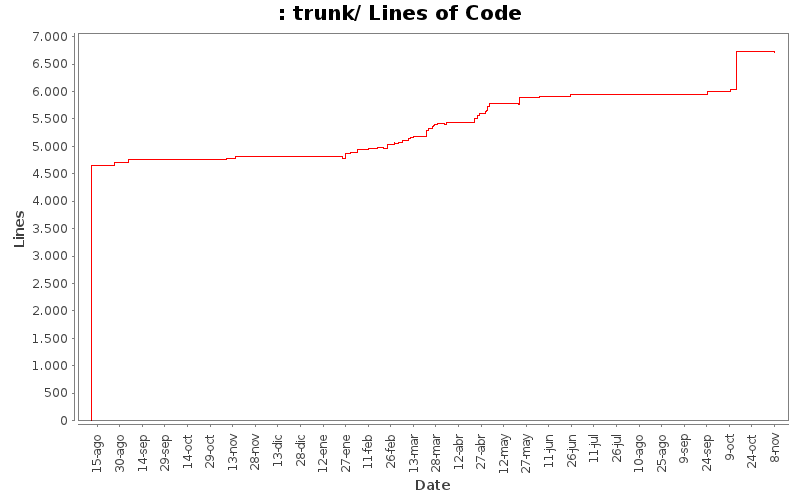 : trunk/ Lines of Code
7.000
6.500
6.000
5.500
5.000
4.500
4.000
3.500
3.000
2.500
2.000
1.500
1.000
500
0
Lines
15-ago
30-ago
14-sep
29-sep
14-oct
29-oct
13-nov
28-nov
13-dic
28-dic
12-ene
27-ene
11-feb
26-feb
13-mar
28-mar
12-abr
27-abr
12-may
27-may
11-jun
26-jun
11-jul
26-jul
10-ago
25-ago
9-sep
24-sep
9-oct
24-oct
8-nov
Date